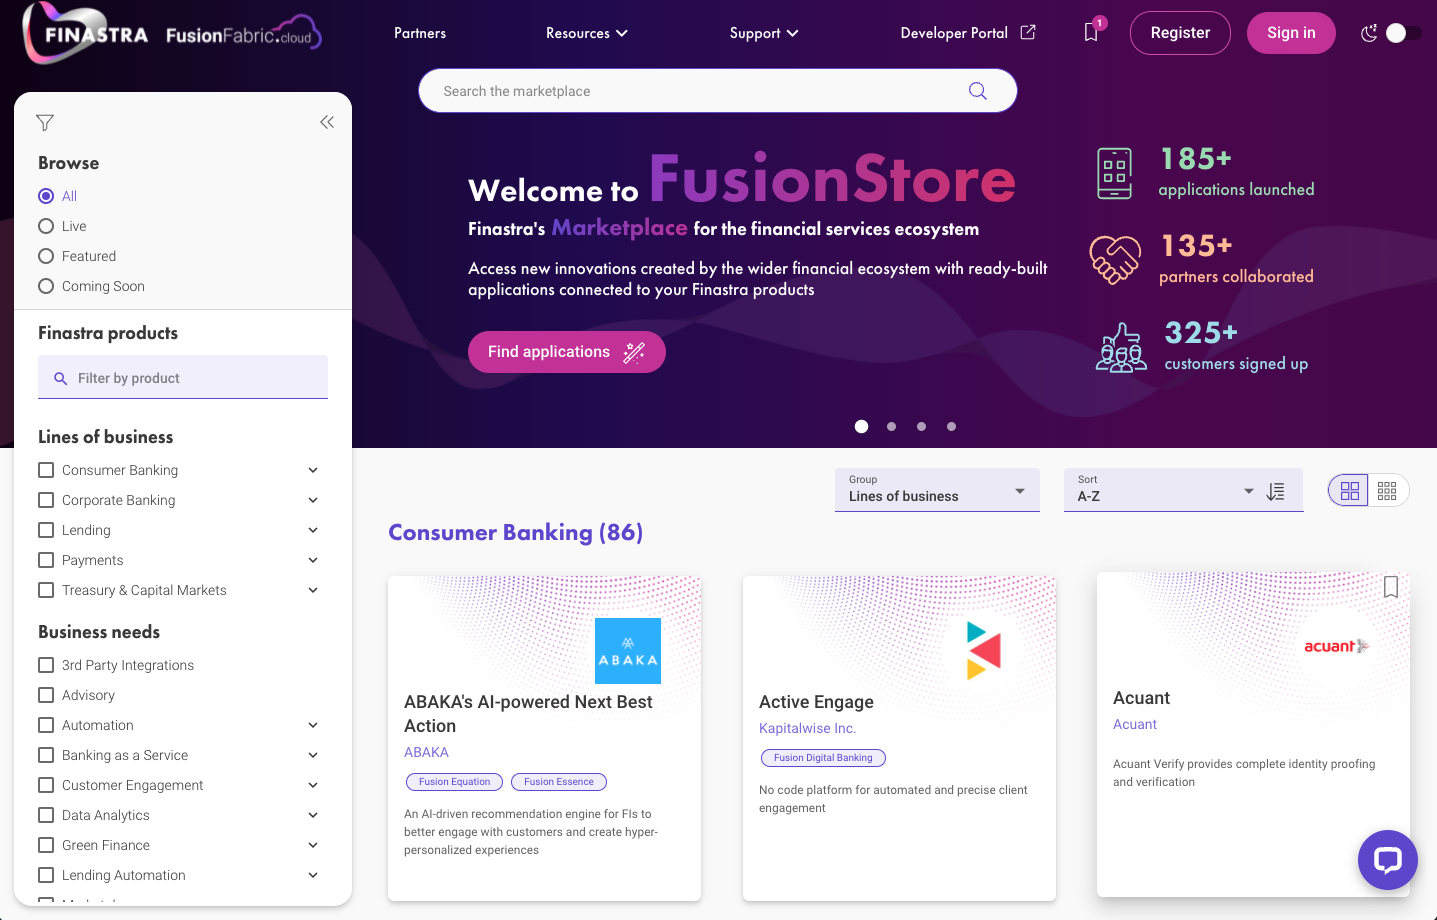 FINASTRA FusionFabric.cloud
Partners
Resources
Support
Developer Portal
1
Register
Sign in
Search the marketplace
Browse
All
Live
Featured
Coming Soon
Finastra products
Filter by product
Lines of business
Consumer Banking
Corporate Banking
Lending
Payments
Treasury & Capital Markets
Business needs
3rd Party Integrations
Advisory
Automation
Banking as a Service
Customer Engagement
Data Analytics
Green Finance
Lending Automation
Welcome to FusionStore
Finastra's Marketplace for the financial services ecosystem
Access new innovations created by the wider financial ecosystem with ready-built
applications connected to your Finastra products
Find applications
185+
applications launched
135+
partners collaborated
325+
customers signed up
Group
Lines of business
Sort
A-Z
Consumer Banking (86)
ABAKA
ABAKA's AI-powered Next Best
Action
ABAKA
Fusion Equation
Fusion Essence
An AI-driven recommendation engine for FIs to
better engage with customers and create hyper-
personalized experiences
Active Engage
Kapitalwise Inc.
Fusion Digital Banking
No code platform for automated and precise client
engagement
acuant
Acuant
Acuant
Acuant Verify provides complete identity proofing
and verification